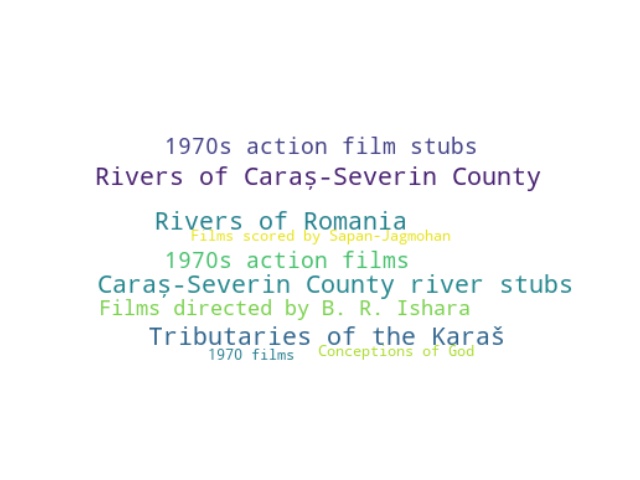 1970s action film stubs
Rivers of Caraș-Severin County
Rivers of Romania
Films scored by Sapan-Jagmohan
1970s action films
Caraș-Severin County river stubs
Films directed by B. R. Ishara
Tributaries of the Karaš
1970 films
Conceptions of God